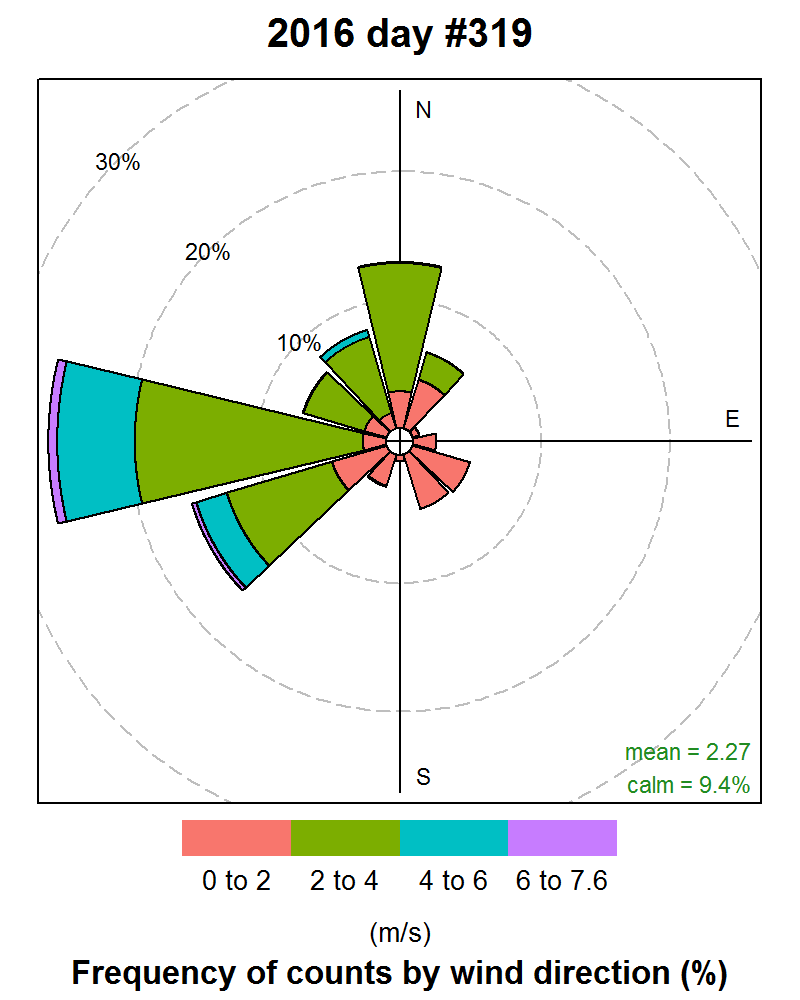 2016 day #319
N
30%
20%
10%
E
S
mean = 2.27
calm = 9.4%
0 to 2 2 to 4 4 to 6 6 to 7.6
(m/s)
Frequency of counts by wind direction (%)